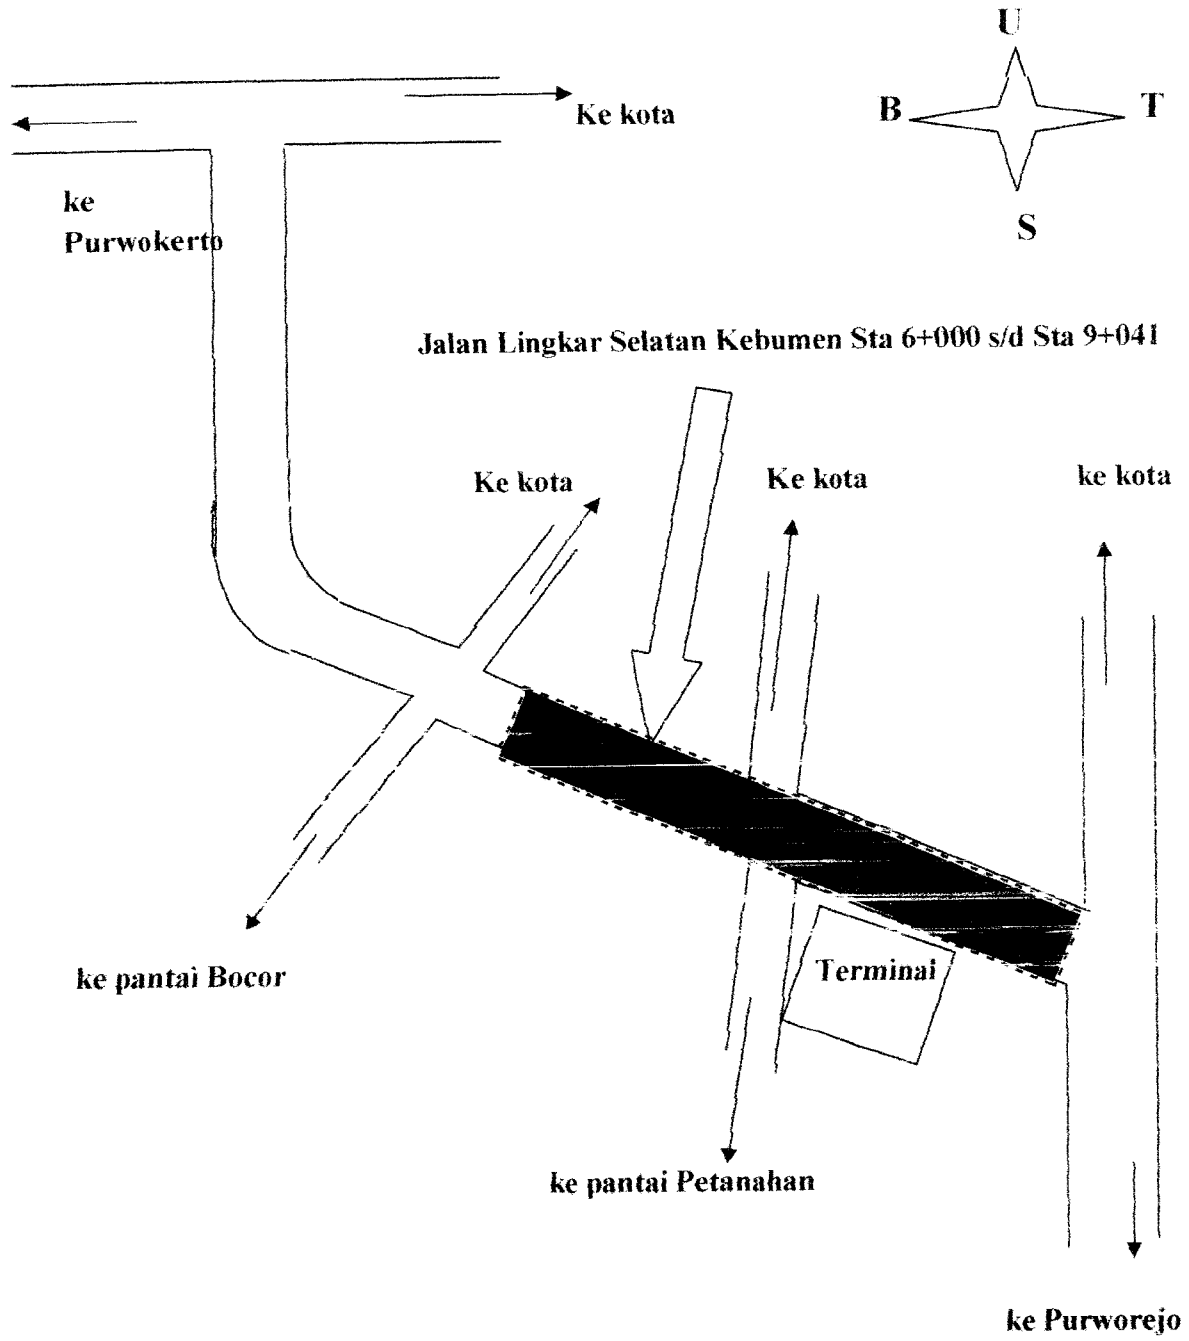 U
Ke kota
B
T
ke
Purwokerto
S
Jalan Lingkar Selatan Kebumen Sta 6+000 s/d Sta 9+041
Ke kota
Ke kota
ke kota
Terminal
ke pantai Bocor
ke pantai Petanahan
ke Purworejo